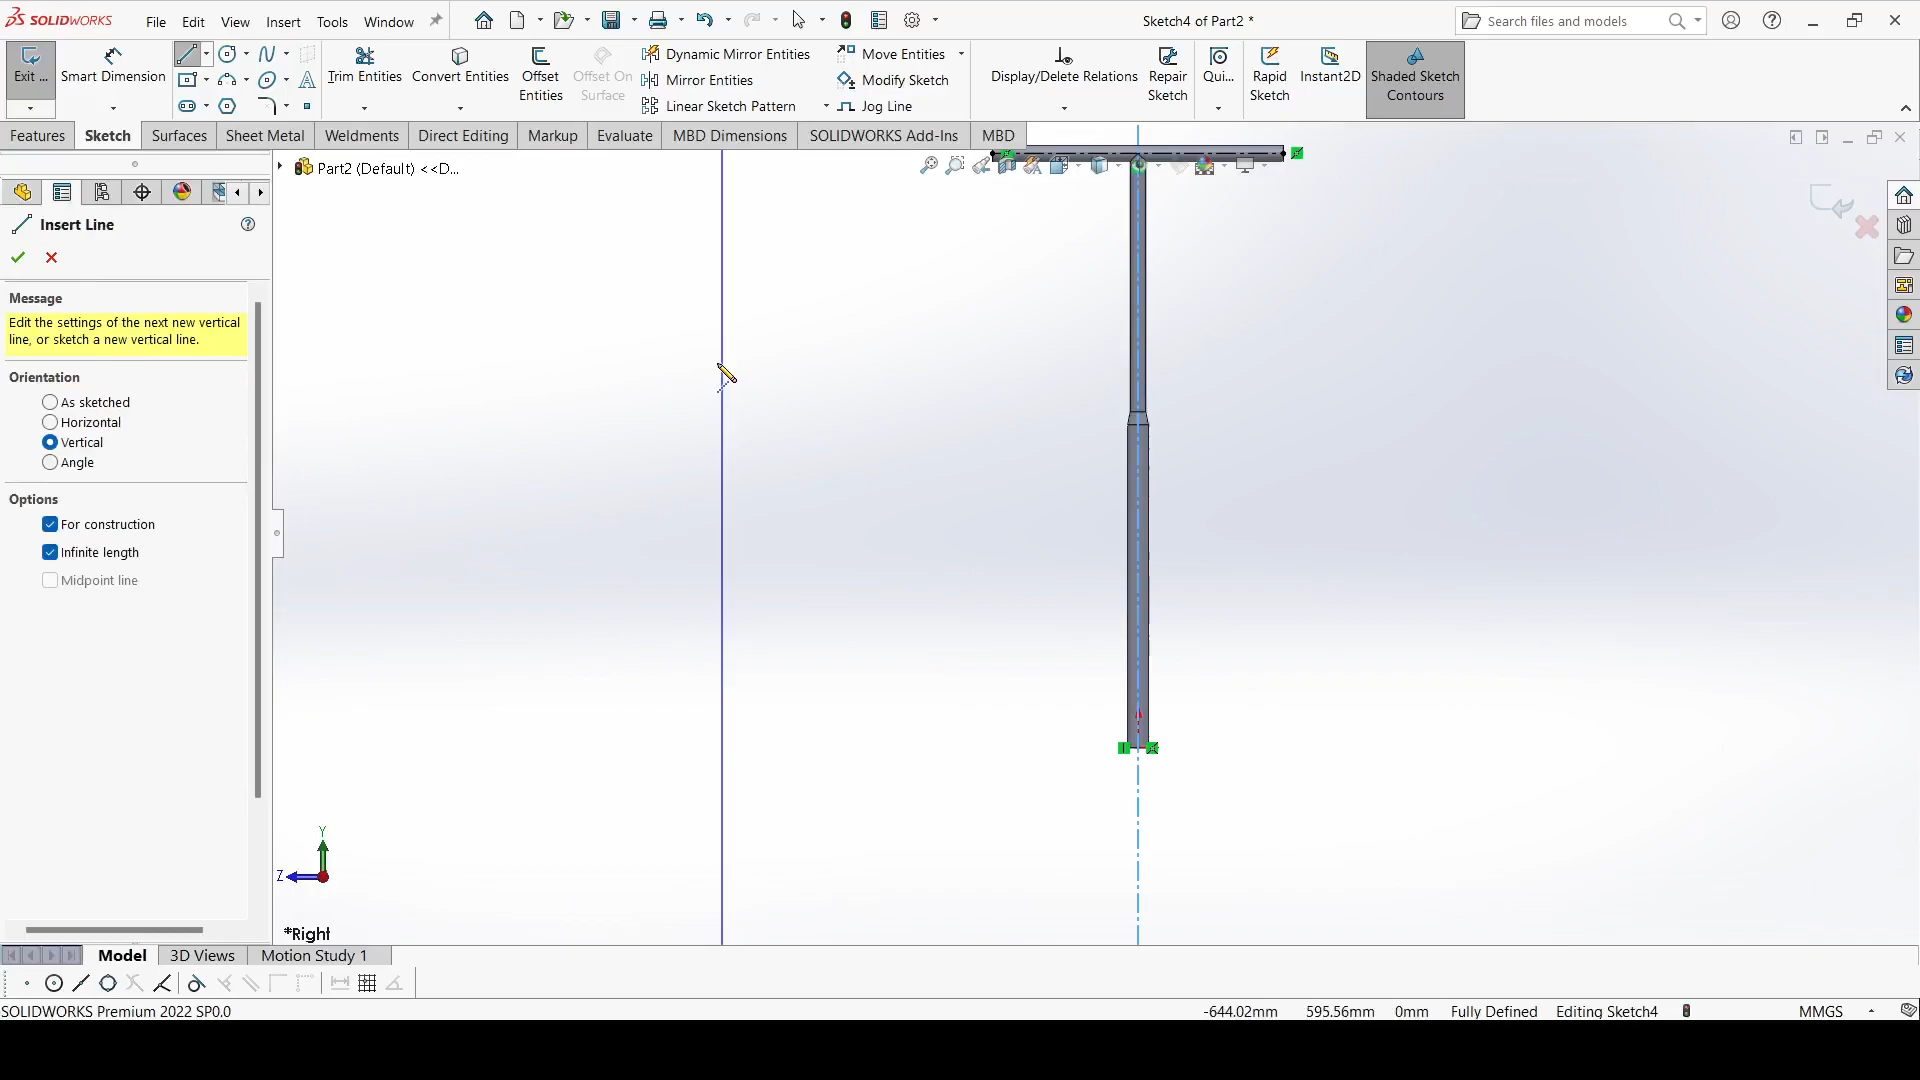 SOLIDWORKS File Edit View Insert Tools Window Sketch4 of Part2 * Search files and models
Exit ... Smart Dimension Trim Entities Convert Entities Offset Entities Offset On Surface Dynamic Mirror Entities Move Entities Display/Delete Relations Repair Sketch Qui... Rapid Sketch Instant2D Shaded Sketch Contours
Mirror Entities Modify Sketch
Linear Sketch Pattern Jog Line
Features Sketch Surfaces Sheet Metal Weldments Direct Editing Markup Evaluate MBD Dimensions SOLIDWORKS Add-Ins MBD
Part2 (Default) <<D...
Insert Line
Message
Edit the settings of the next new vertical
line, or sketch a new vertical line.
Orientation
As sketched
Horizontal
Vertical
Angle
Options
For construction
Infinite length
Midpoint line
Y
Z
*Right
Model 3D Views Motion Study 1
SOLIDWORKS Premium 2022 SP0.0 -644.02mm 595.56mm 0mm Fully Defined Editing Sketch4 MMGS